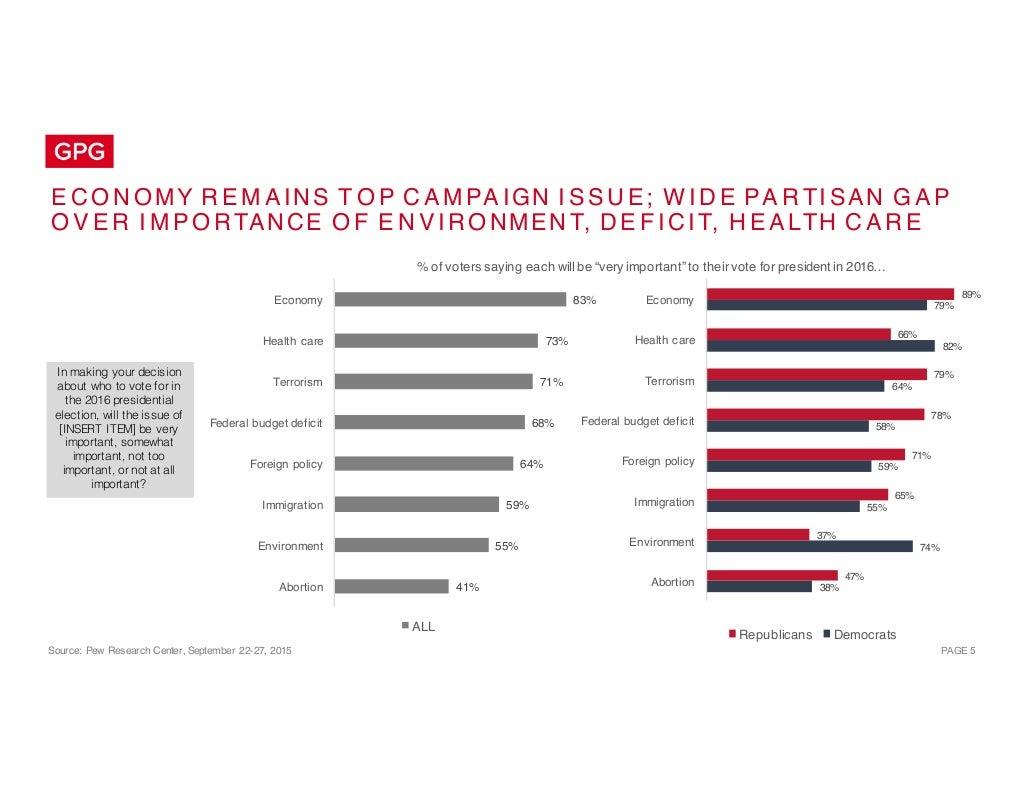 GPG
ECONOMY REMAINS TOP CAMPAIGN ISSUE; WIDE PARTISAN GAP
OVER IMPORTANCE OF ENVIRONMENT, DEFICIT, HEALTH CARE
% of voters saying each will be “very important” to their vote for president in 2016…
In making your decision
about who to vote for in
the 2016 presidential
election, will the issue of
[INSERT ITEM] be very
important, somewhat
important, not too
important, or not at all
important?
Economy 83%
Health care 73%
Terrorism 71%
Federal budget deficit 68%
Foreign policy 64%
Immigration 59%
Environment 55%
Abortion 41%
ALL
Economy 89%
79%
Health care 66%
82%
Terrorism 79%
64%
Federal budget deficit 78%
58%
Foreign policy 71%
59%
Immigration 65%
55%
Environment 37%
74%
Abortion 47%
38%
Republicans Democrats
Source: Pew Research Center, September 22-27, 2015
PAGE 5